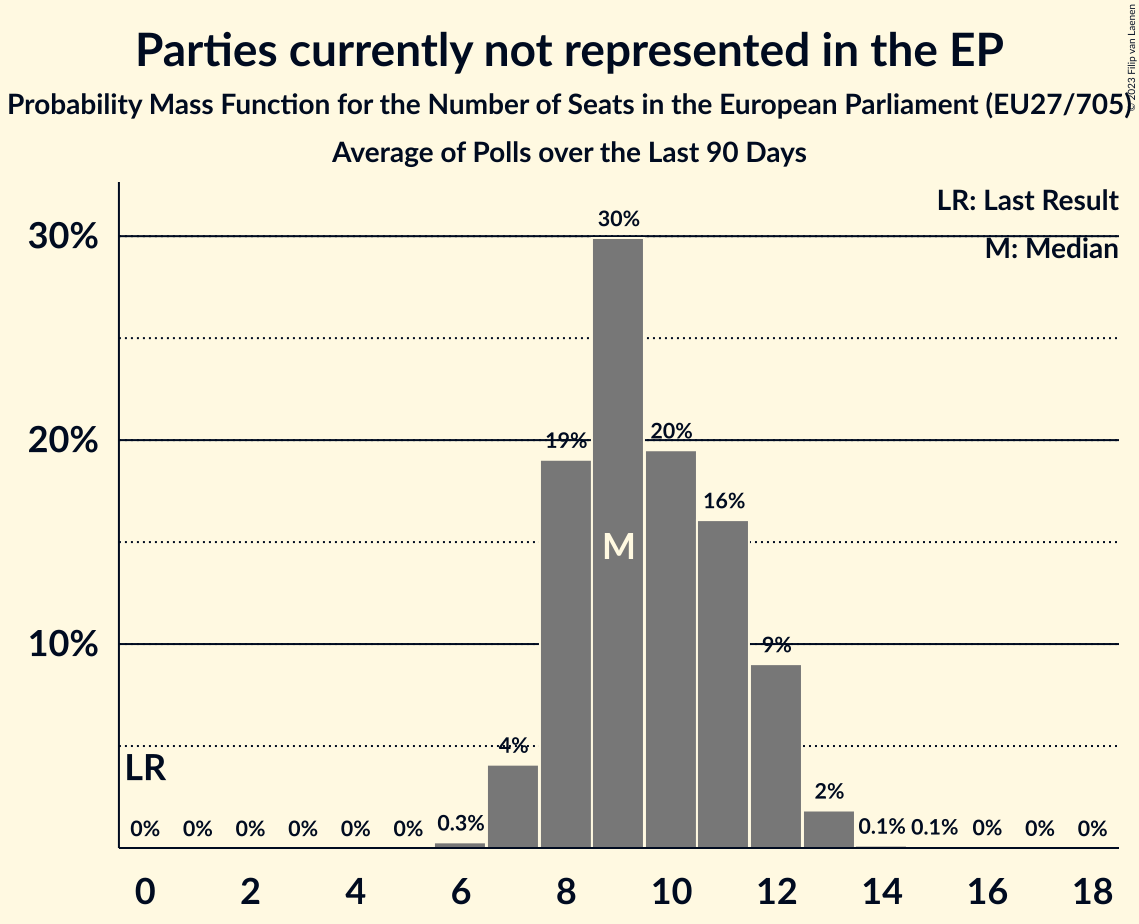 Parties currently not represented in the EP
Probability Mass Function for the Number of Seats in the European Parliament (EU27/705)
Average of Polls over the Last 90 Days
© 2023 Filip van Laenen
LR: Last Result
M: Median
30%
20%
10%
30%
19%
20%
16%
9%
4%
2%
M
LR
0% 0% 0% 0% 0% 0% 0.3% 0.1% 0.1% 0% 0% 0%
0 2 4 6 8 10 12 14 16 18